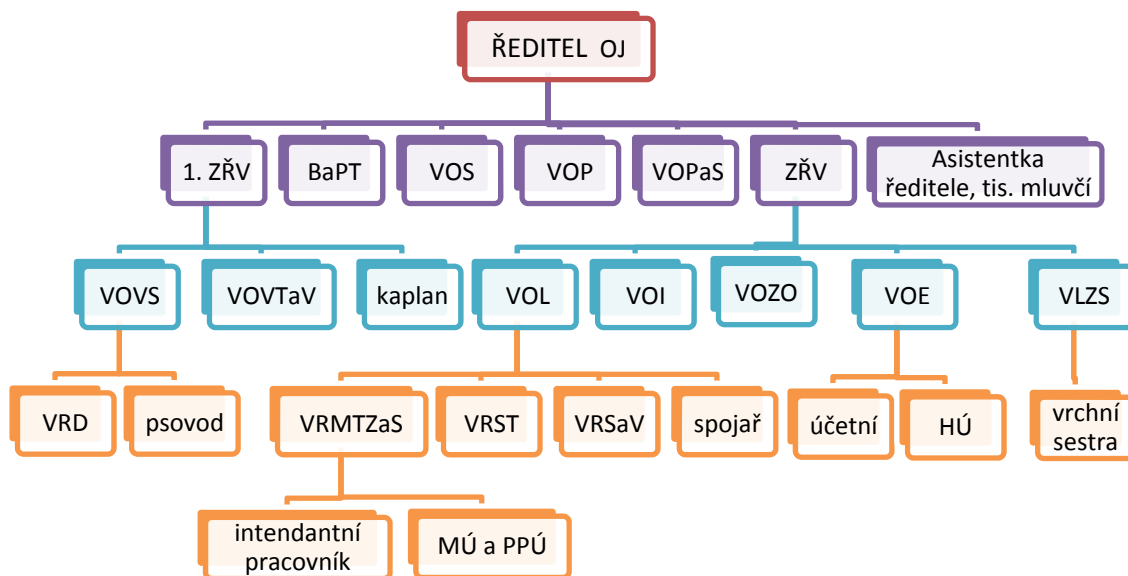 ŘEDITEL OJ
1. ZŘV
BaPT
VOS
VOP
VOPaS
ZŘV
Asistentka
ředitele, tis. mluvčí
VOVS
VOVTaV
kaplan
VOL
VOI
VOZO
VOE
VLZS
VRD
psovod
VRMTZaS
VRST
VRSaV
spojař
účetní
HÚ
vrchní
sestra
intendantní
pracovník
MÚ a PPÚ